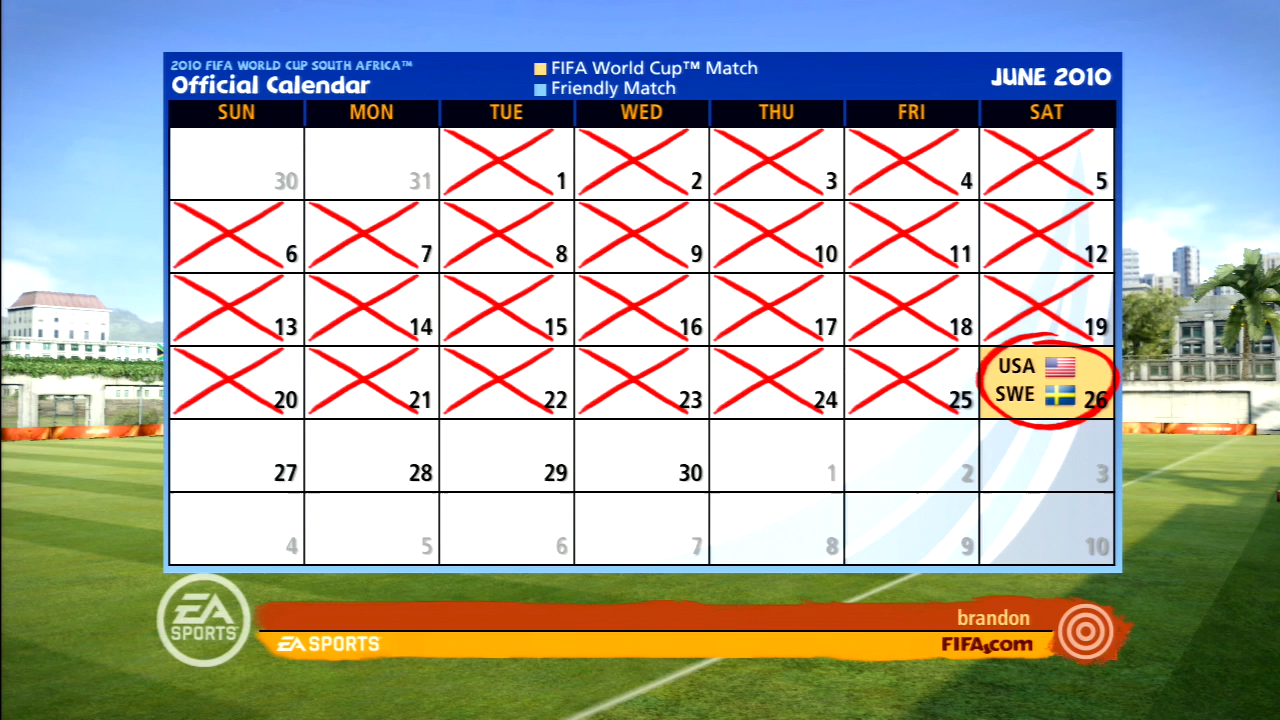 2010 FIFA WORLD CUP SOUTH AFRICA™
Official Calendar
FIFA World Cup™ Match
Friendly Match
JUNE 2010
SUN MON TUE WED THU FRI SAT
30 31 1 2 3 4 5
6 7 8 9 10 11 12
13 14 15 16 17 18 19
USA
SWE
20 21 22 23 24 25 26
27 28 29 30 1 2 3
4 5 6 7 8 9 10
EA
SPORTS™
brandon
EA SPORTS™
FIFA.com